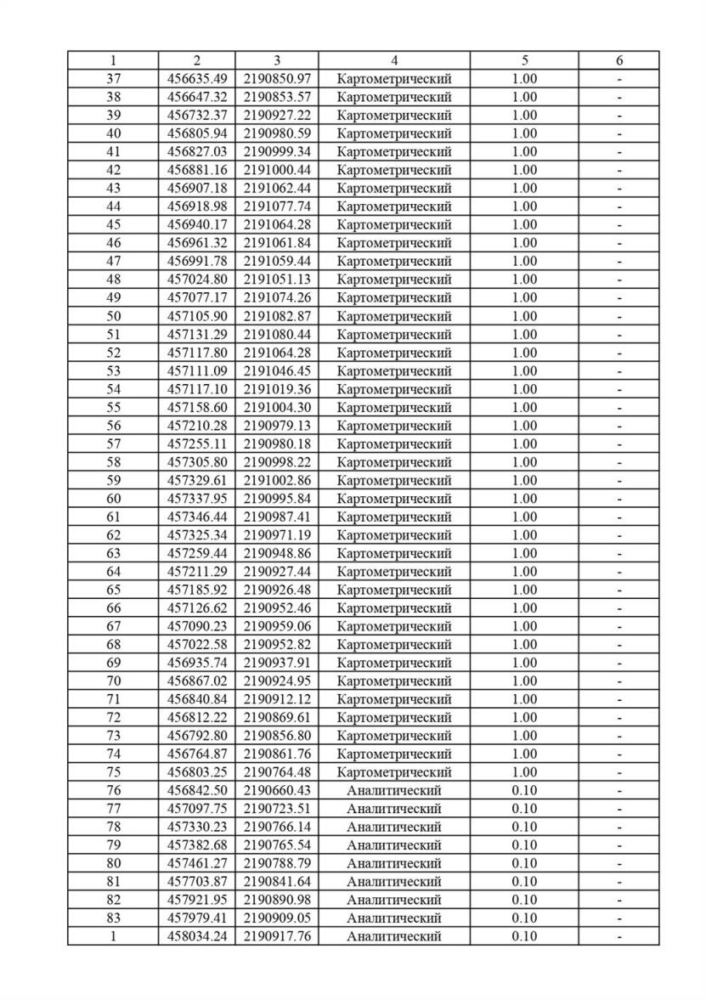 1 2 3 4 5 6
37 456635.49 2190850.97 Картометрический 1.00 -
38 456647.32 2190853.57 Картометрический 1.00 -
39 456732.37 2190927.22 Картометрический 1.00 -
40 456805.94 2190980.59 Картометрический 1.00 -
41 456827.03 2190999.34 Картометрический 1.00 -
42 456881.16 2191000.44 Картометрический 1.00 -
43 456907.18 2191062.44 Картометрический 1.00 -
44 456918.98 2191077.74 Картометрический 1.00 -
45 456940.17 2191064.28 Картометрический 1.00 -
46 456961.32 2191061.84 Картометрический 1.00 -
47 456991.78 2191059.44 Картометрический 1.00 -
48 457024.80 2191051.13 Картометрический 1.00 -
49 457077.17 2191074.26 Картометрический 1.00 -
50 457105.90 2191082.87 Картометрический 1.00 -
51 457131.29 2191080.44 Картометрический 1.00 -
52 457117.80 2191064.28 Картометрический 1.00 -
53 457111.09 2191046.45 Картометрический 1.00 -
54 457117.10 2191019.36 Картометрический 1.00 -
55 457158.60 2191004.30 Картометрический 1.00 -
56 457210.28 2190979.13 Картометрический 1.00 -
57 457255.11 2190980.18 Картометрический 1.00 -
58 457305.80 2190998.22 Картометрический 1.00 -
59 457329.61 2191002.86 Картометрический 1.00 -
60 457337.95 2190995.84 Картометрический 1.00 -
61 457346.44 2190987.41 Картометрический 1.00 -
62 457325.34 2190971.19 Картометрический 1.00 -
63 457259.44 2190948.86 Картометрический 1.00 -
64 457211.29 2190927.44 Картометрический 1.00 -
65 457185.92 2190926.48 Картометрический 1.00 -
66 457126.62 2190952.46 Картометрический 1.00 -
67 457090.23 2190959.06 Картометрический 1.00 -
68 457022.58 2190952.82 Картометрический 1.00 -
69 456935.74 2190937.91 Картометрический 1.00 -
70 456867.02 2190924.95 Картометрический 1.00 -
71 456840.84 2190912.12 Картометрический 1.00 -
72 456812.22 2190869.61 Картометрический 1.00 -
73 456792.80 2190856.80 Картометрический 1.00 -
74 456764.87 2190861.76 Картометрический 1.00 -
75 456803.25 2190764.48 Картометрический 1.00 -
76 456842.50 2190660.43 Аналитический 0.10 -
77 457097.75 2190723.51 Аналитический 0.10 -
78 457330.23 2190766.14 Аналитический 0.10 -
79 457382.68 2190765.54 Аналитический 0.10 -
80 457461.27 2190788.79 Аналитический 0.10 -
81 457703.87 2190841.64 Аналитический 0.10 -
82 457921.95 2190890.98 Аналитический 0.10 -
83 457979.41 2190909.05 Аналитический 0.10 -
1 458034.24 2190917.76 Аналитический 0.10 -